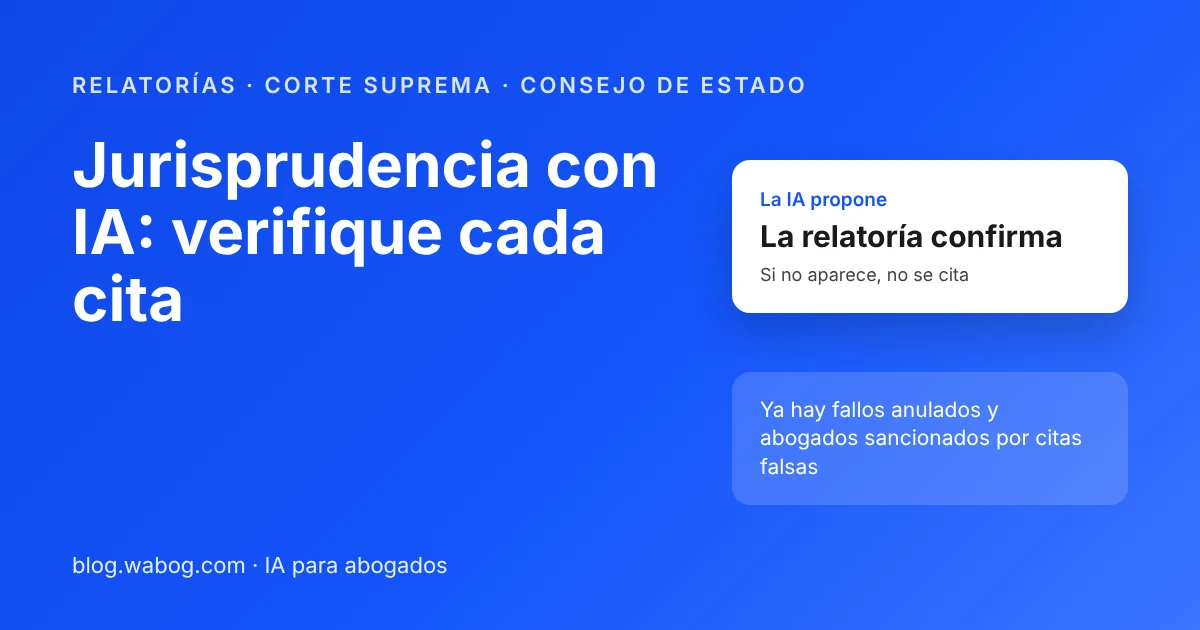 RELATORÍAS · CORTE SUPREMA · CONSEJO DE ESTADO
Jurisprudencia con
IA: verifique cada
cita
La IA propone
La relatoría confirma
Si no aparece, no se cita
Ya hay fallos anulados y
abogados sancionados por citas
falsas
blog.wabog.com · IA para abogados